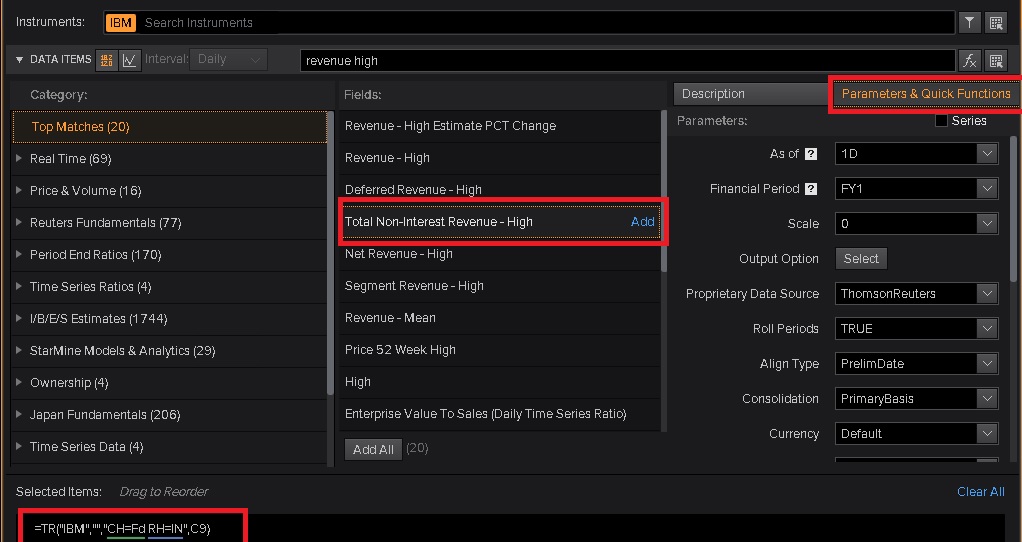 Instruments: IBM Search Instruments
DATA ITEMS Interval: Daily revenue high fx
Category:
Top Matches (20)
Real Time (69)
Price & Volume (16)
Reuters Fundamentals (77)
Period End Ratios (170)
Time Series Ratios (4)
I/B/E/S Estimates (1744)
StarMine Models & Analytics (29)
Ownership (4)
Japan Fundamentals (206)
Time Series Data (4)
Fields:
Revenue - High Estimate PCT Change
Revenue - High
Deferred Revenue - High
Total Non-Interest Revenue - High Add
Net Revenue - High
Segment Revenue - High
Revenue - Mean
Price 52 Week High
High
Enterprise Value To Sales (Daily Time Series Ratio)
Add All (20)
Description Parameters & Quick Functions
Parameters: Series
As of ? 1D
Financial Period ? FY1
Scale 0
Output Option Select
Proprietary Data Source ThomsonReuters
Roll Periods TRUE
Align Type PrelimDate
Consolidation PrimaryBasis
Currency Default
Selected Items: Drag to Reorder Clear All
=TR("IBM","","CH=Fd RH=IN",C9)